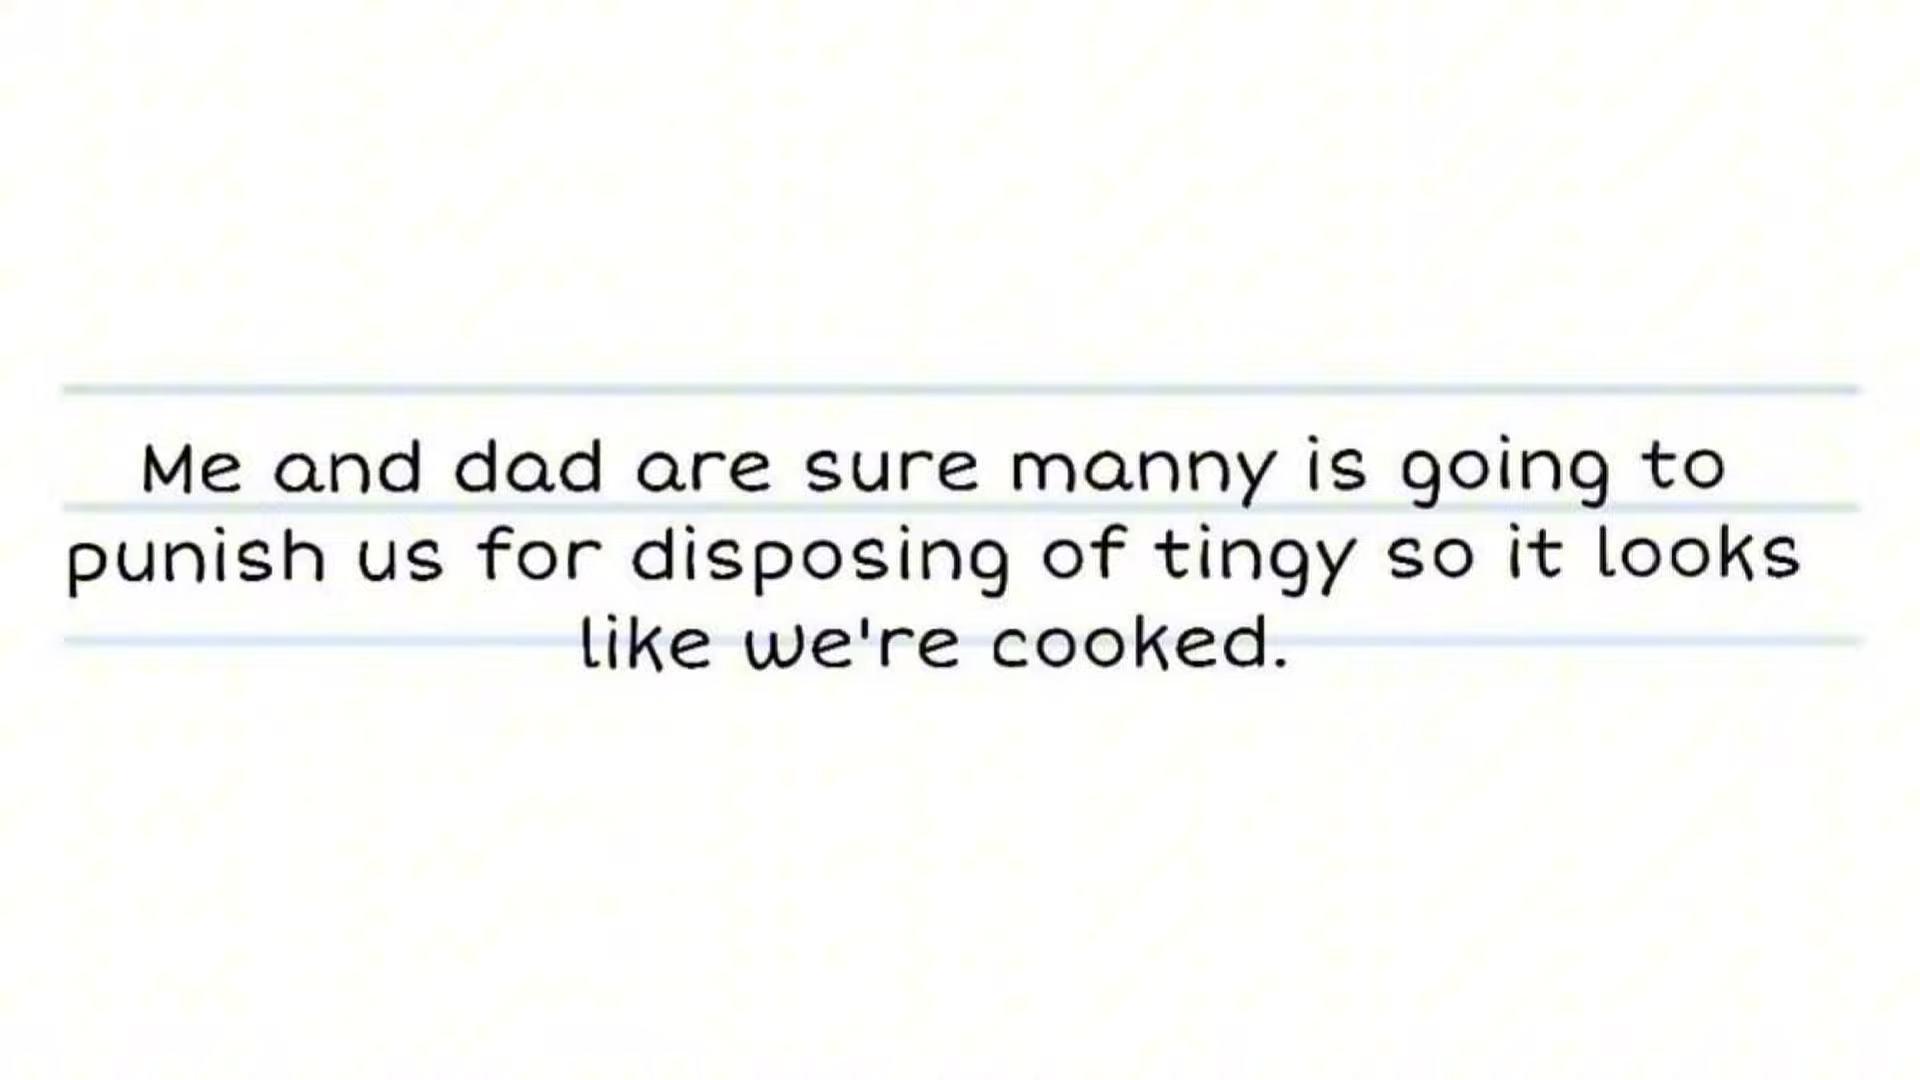 Me and dad are sure manny is going to
punish us for disposing of tingy so it looks
like we're cooked.